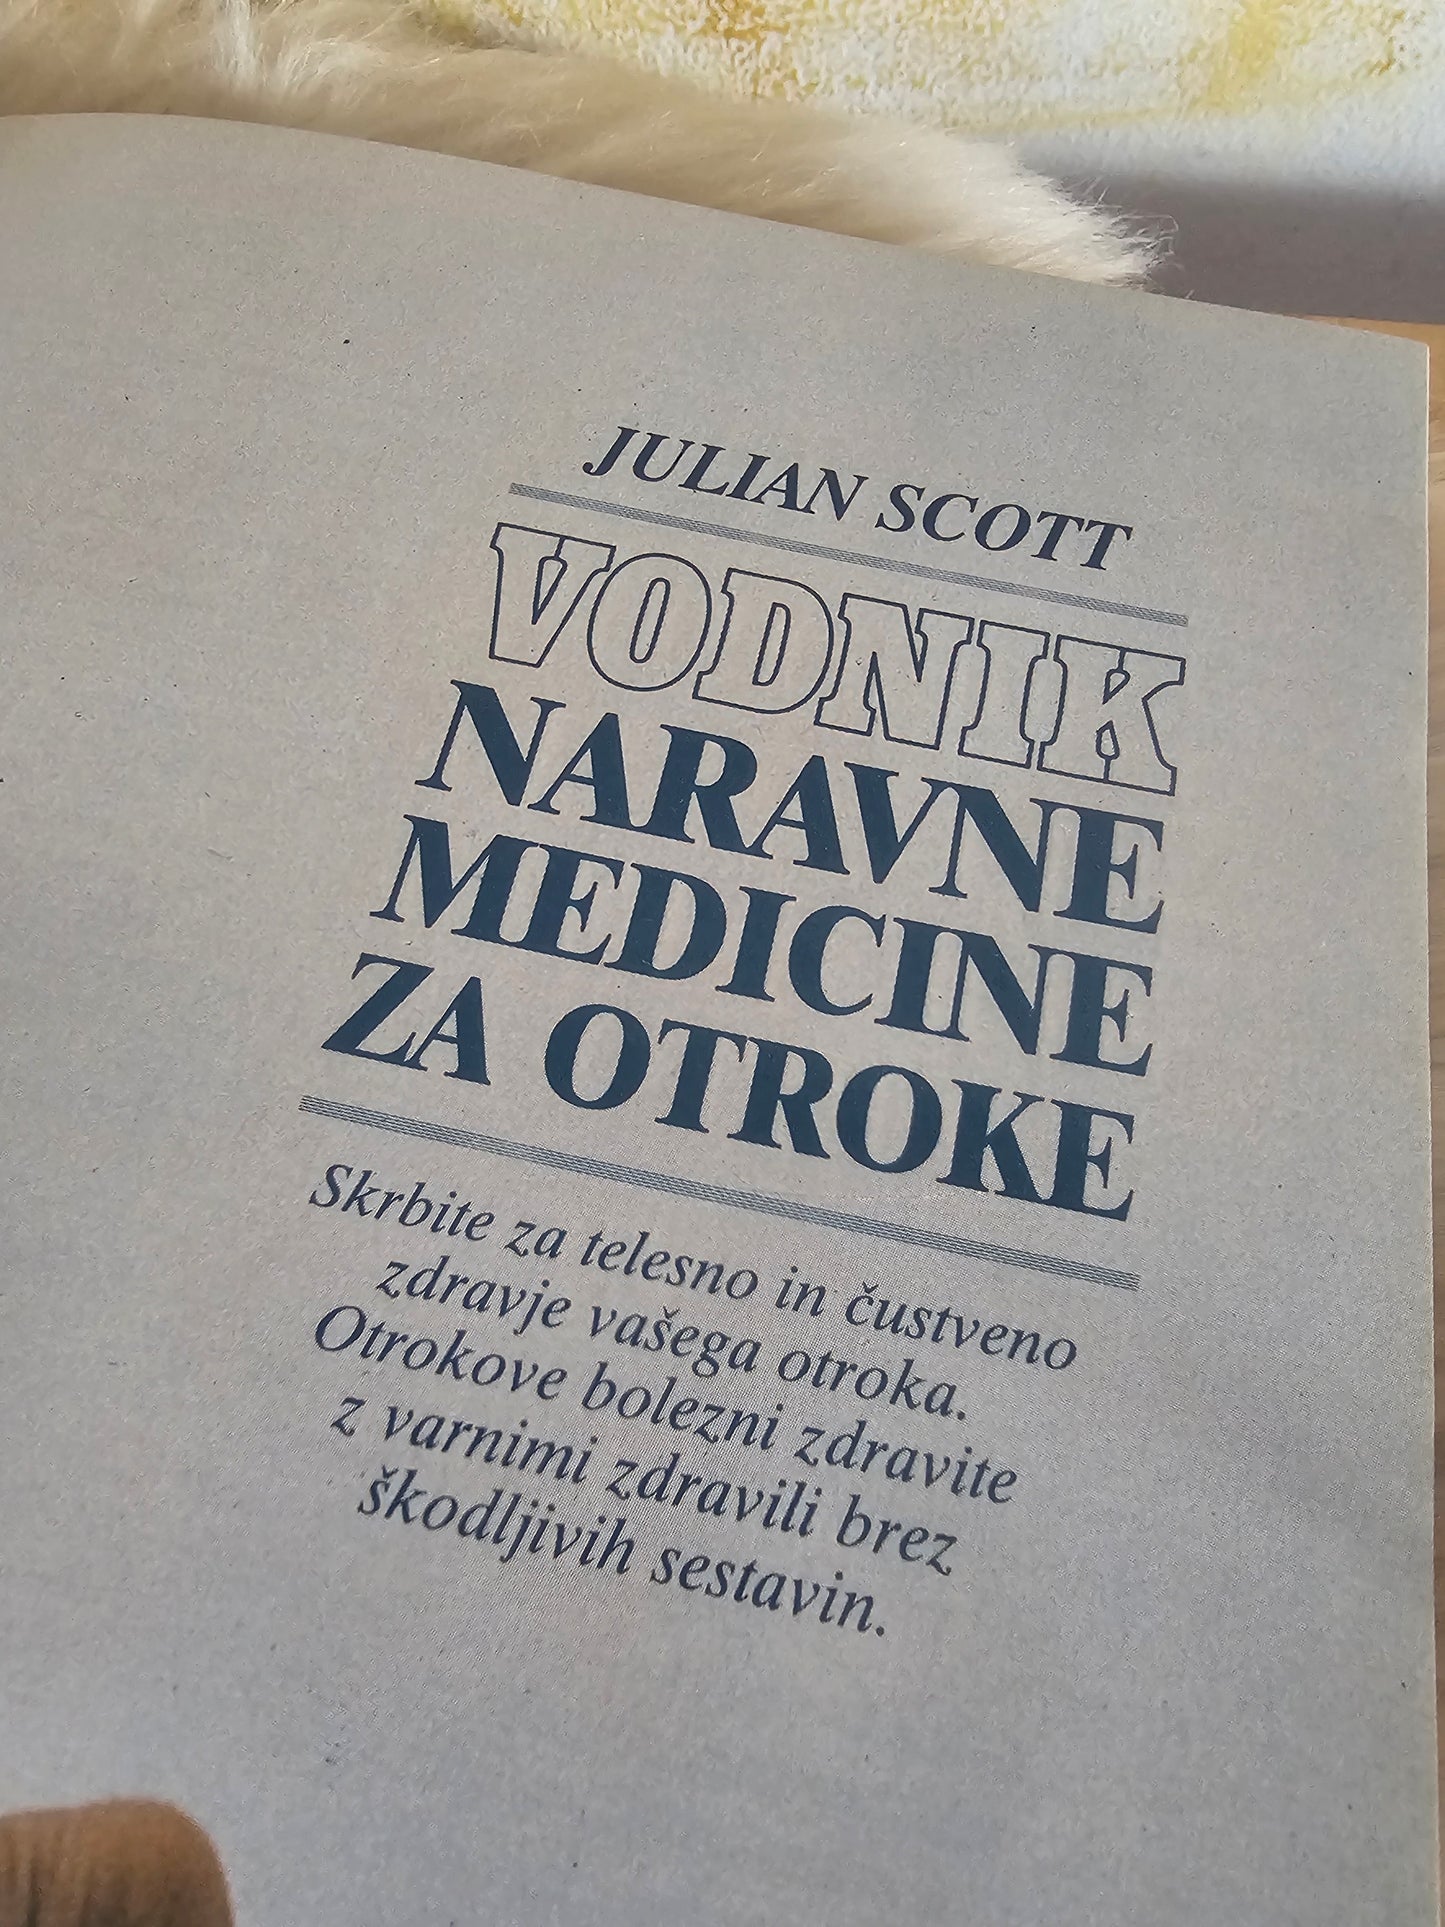 JULIAN SCOTT
VODNIK
NARAVNE
MEDICINE
ZA OTROKE
Skrbite za telesno in čustveno
zdravje vašega otroka.
Otrokove bolezni zdravite
z varnimi zdravili brez
škodljivih sestavin.